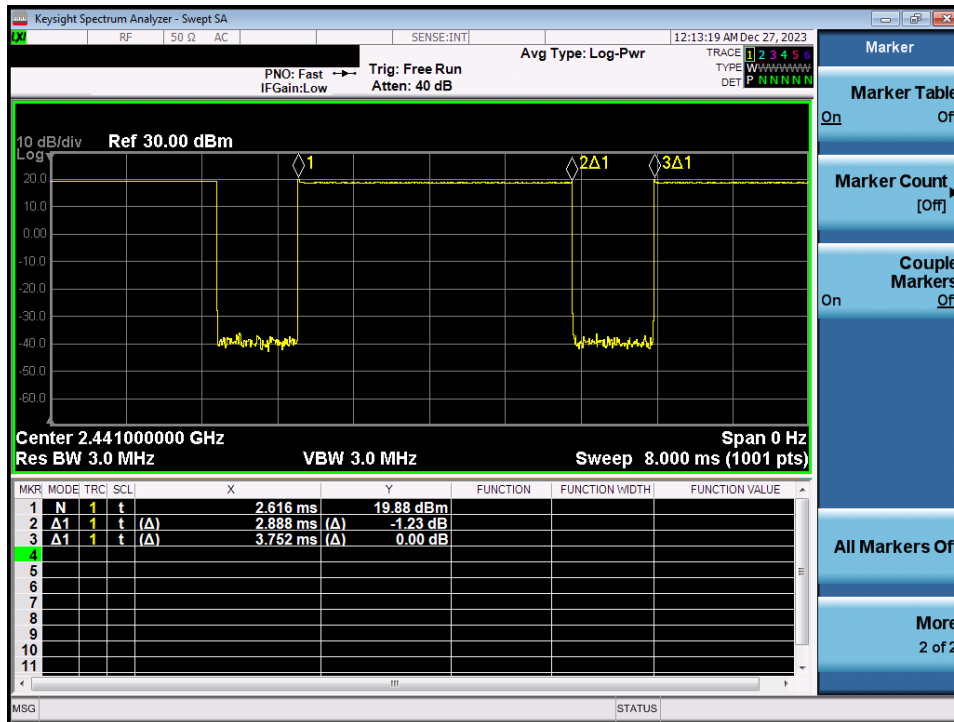 Keysight Spectrum Analyzer - Swept SA
LXI RF 50 Ω AC SENSE:INT 12:13:19 AM Dec 27, 2023
Marker
Avg Type: Log-Pwr
TRACE 1 2 3 4 5 6
TYPE W W W W W W
DET P N N N N N
PNO: Fast Trig: Free Run
IFGain:Low Atten: 40 dB
Marker Table
On Of
Marker Count
[Off]
Couple
Markers
On Of
All Markers Of
More
2 of 2
10 dB/div Ref 30.00 dBm
Log
1 2Δ1 3Δ1
20.0
10.0
0.00
-10.0
-20.0
-30.0
-40.0
-50.0
-60.0
Center 2.441000000 GHz Span 0 Hz
Res BW 3.0 MHz VBW 3.0 MHz Sweep 8.000 ms (1001 pts)
MKR MODE TRC SCL X Y FUNCTION FUNCTION WIDTH FUNCTION VALUE
1 N 1 t 2.616 ms 19.88 dBm
2 Δ1 1 t (Δ) 2.888 ms (Δ) -1.23 dB
3 Δ1 1 t (Δ) 3.752 ms (Δ) 0.00 dB
4
5
6
7
8
9
10
11
MSG STATUS